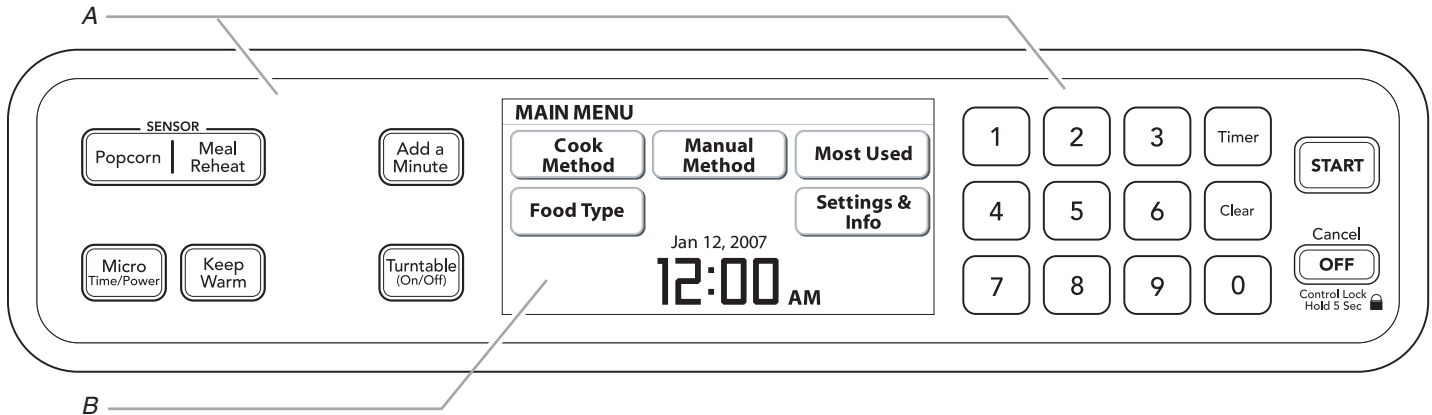 A
SENSOR
Popcorn
Meal
Reheat
Add a
Minute
Micro
Time/Power
Keep
Warm
Turntable
(On/Off)
MAIN MENU
Cook
Method
Manual
Method
Most Used
Food Type
Settings &
Info
Jan 12, 2007
12:00 AM
1 2 3 Timer
4 5 6 Clear
7 8 9 0
START
Cancel
OFF
Control Lock
Hold 5 Sec
B